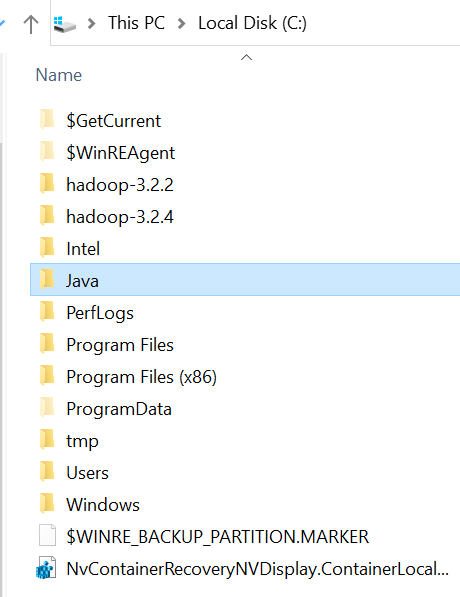 This PC > Local Disk (C:)
Name
$GetCurrent
$WinREAgent
hadoop-3.2.2
hadoop-3.2.4
Intel
Java
PerfLogs
Program Files
Program Files (x86)
ProgramData
tmp
Users
Windows
$WINRE_BACKUP_PARTITION.MARKER
NvContainerRecoveryNVDisplay.ContainerLocal...